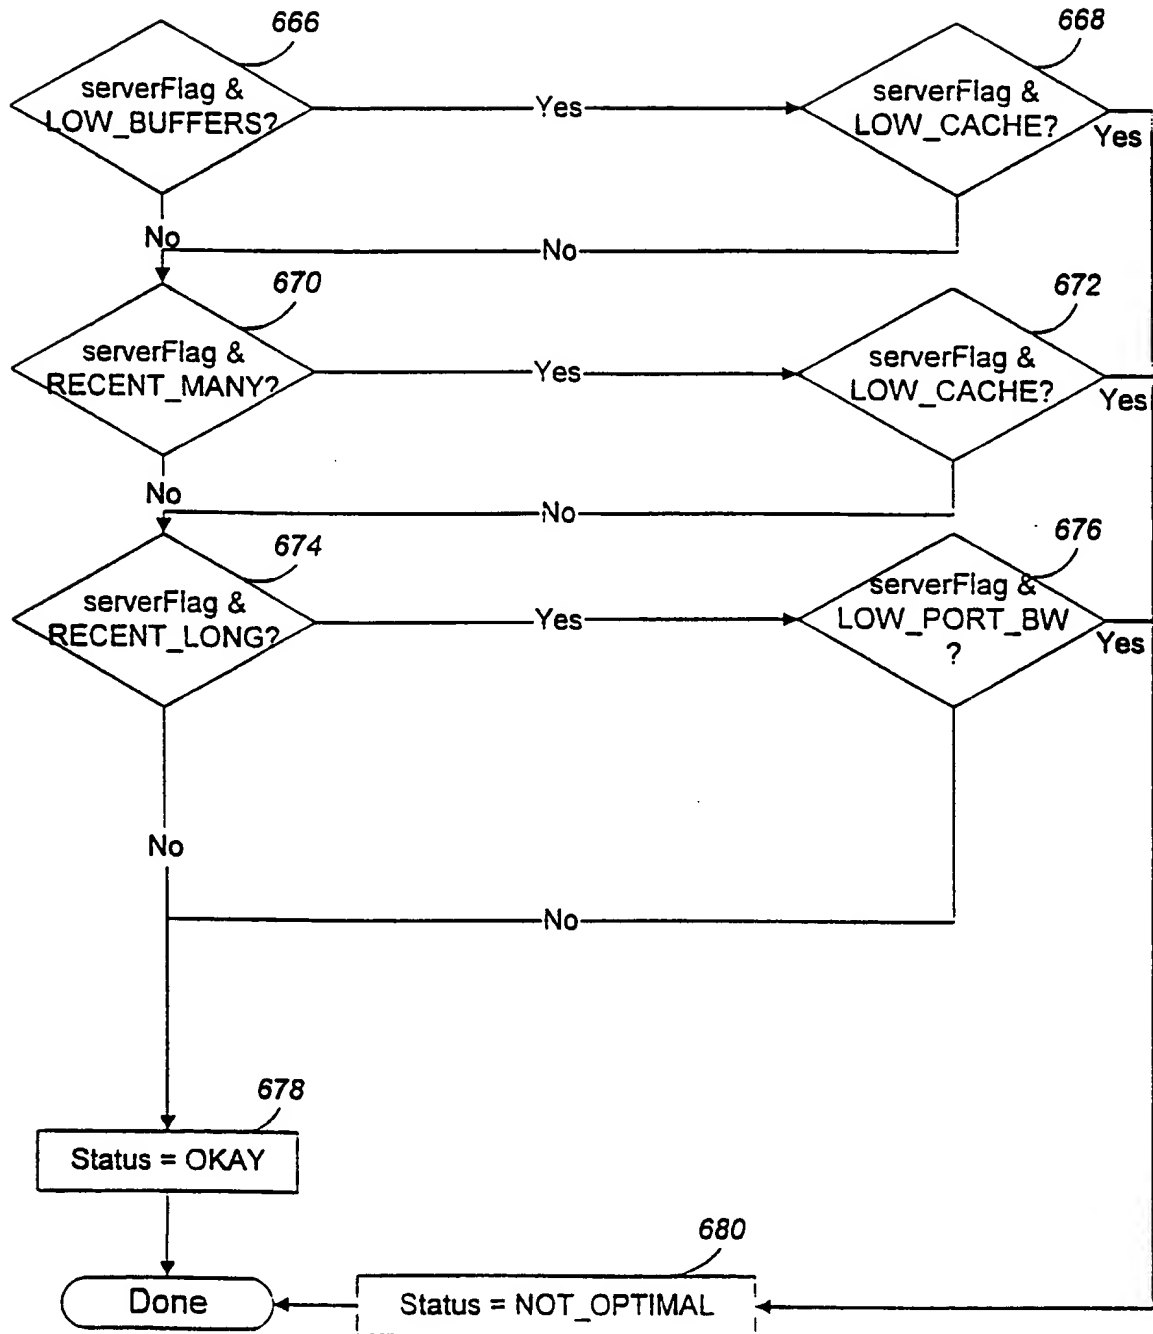 666
668
serverFlag &
LOW_BUFFERS?
Yes
serverFlag &
LOW_CACHE?
Yes
No
No
670
672
serverFlag &
RECENT_MANY?
Yes
serverFlag &
LOW_CACHE?
Yes
No
No
674
676
serverFlag &
RECENT_LONG?
Yes
serverFlag &
LOW_PORT_BW
?
Yes
No
No
678
Status = OKAY
680
Done
Status = NOT_OPTIMAL